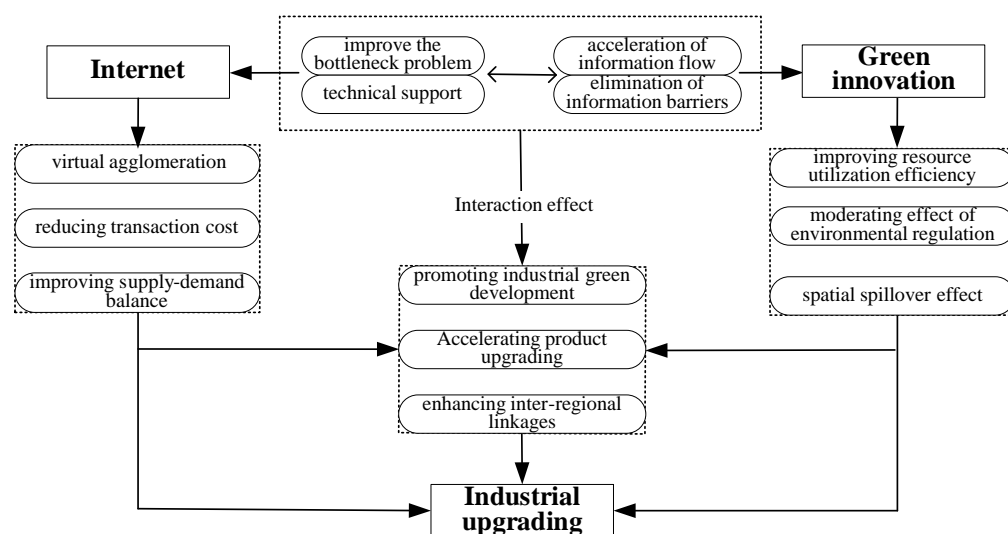 Internet
improve the
bottleneck problem
technical support
acceleration of
information flow
elimination of
information barriers
Green
innovation
virtual agglomeration
reducing transaction cost
improving supply-demand
balance
Interaction effect
improving resource
utilization efficiency
moderating effect of
environmental regulation
spatial spillover effect
promoting industrial green
development
Accelerating product
upgrading
enhancing inter-regional
linkages
Industrial
upgrading